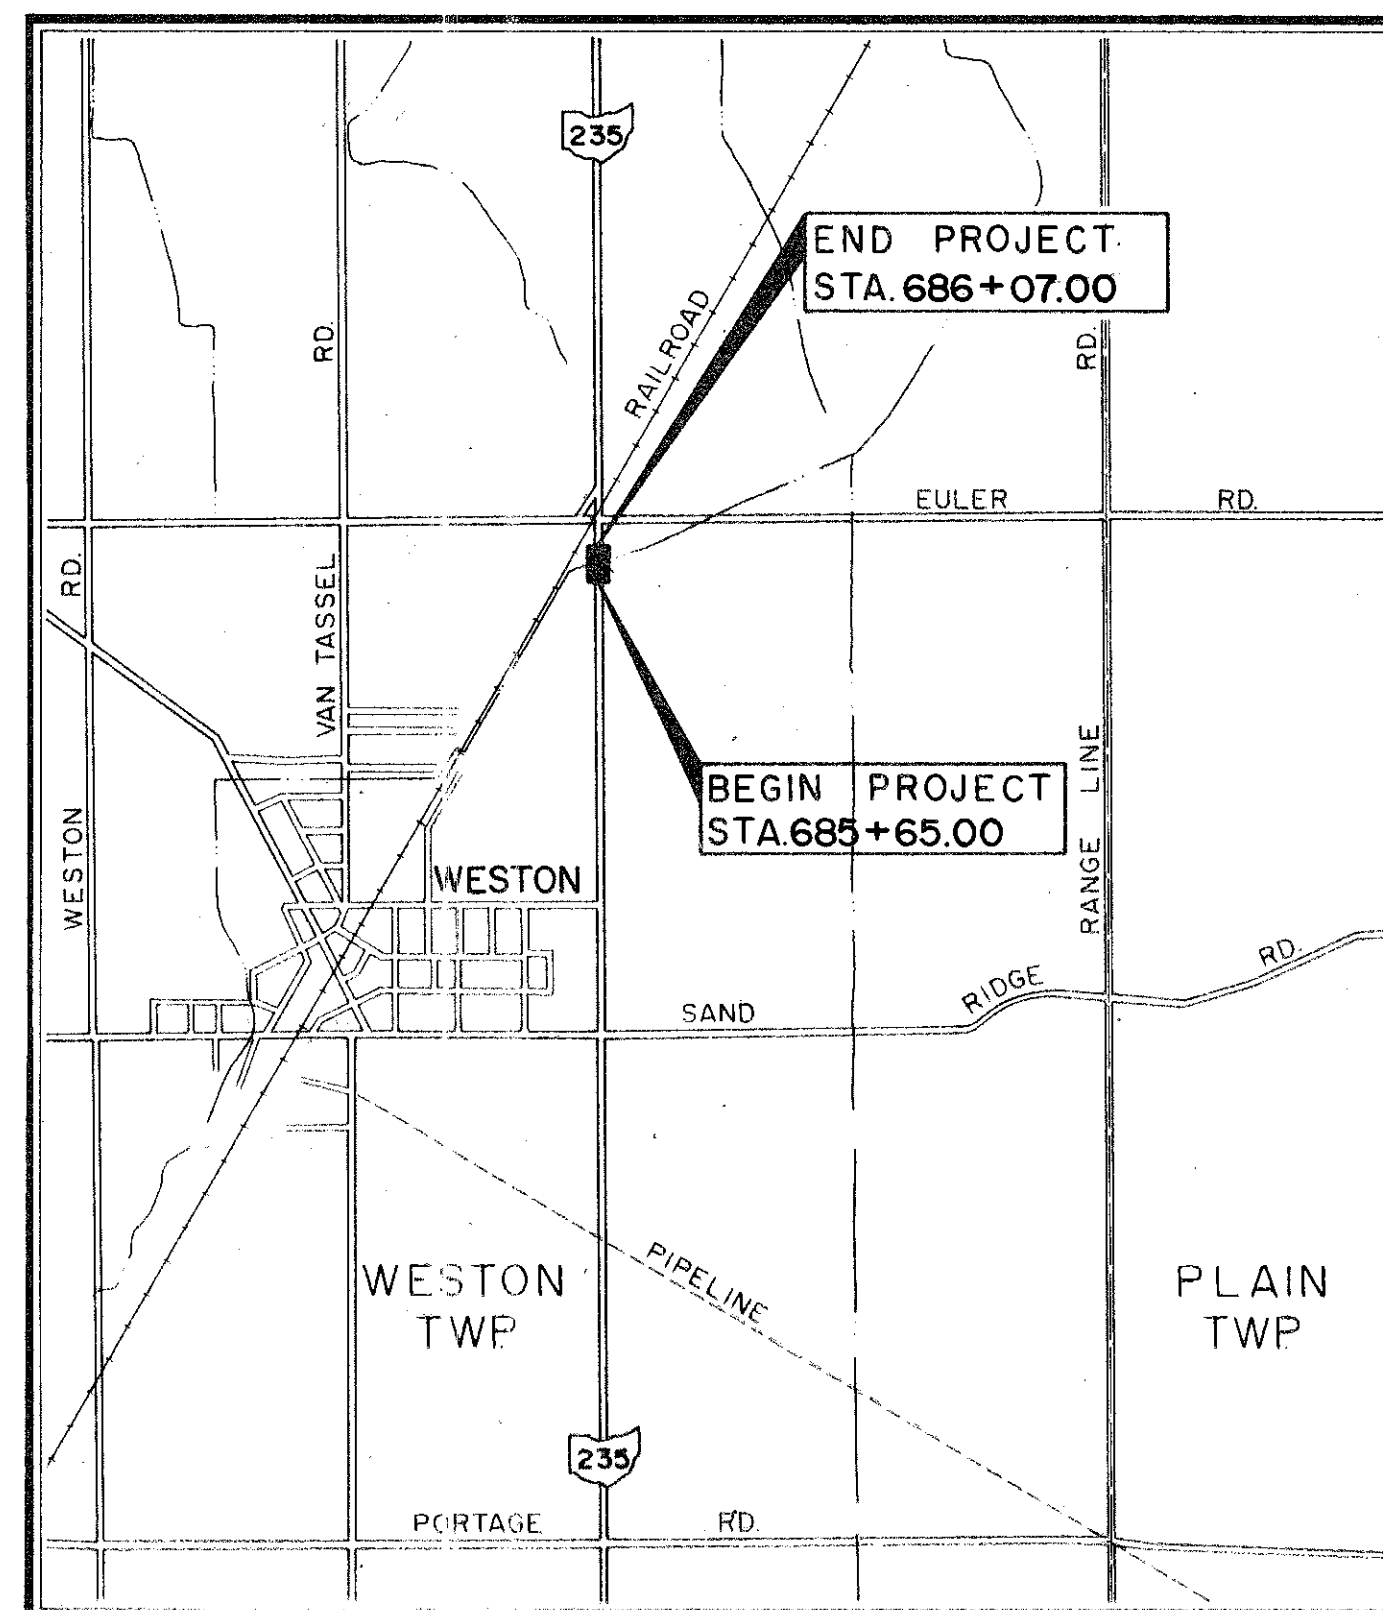 235
END PROJECT
STA. 686+07.00
RD.
RD.
RAILROAD
EULER RD.
RD.
VAN TASSEL
BEGIN PROJECT
STA.685+65.00
WESTON
RANGE LINE
WESTON
SAND RIDGE RD.
WESTON
TWP.
PIPELINE
PLAIN
TWP.
235
PORTAGE RD.